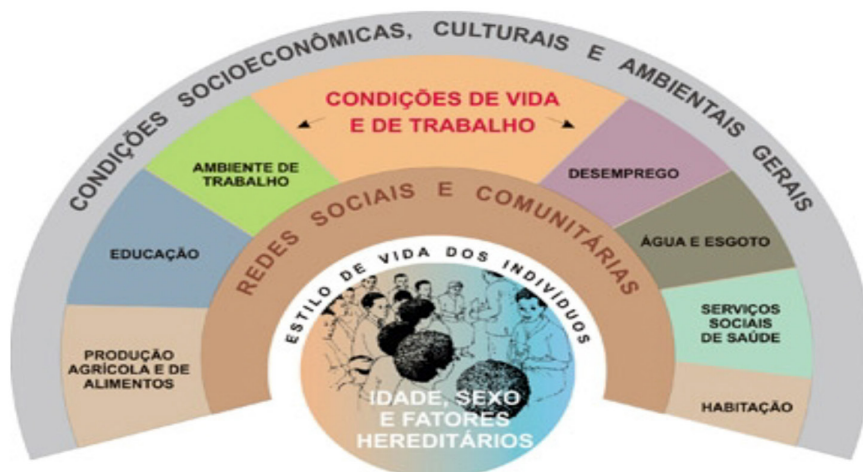 CONDIÇÕES SOCIOECONÔMICAS, CULTURAIS E AMBIENTAIS GERAIS
CONDIÇÕES DE VIDA
E DE TRABALHO
AMBIENTE DE
TRABALHO
DESEMPREGO
EDUCAÇÃO
ÁGUA E ESGOTO
PRODUÇÃO
AGRÍCOLA E DE
ALIMENTOS
SERVIÇOS
SOCIAIS
DE SAÚDE
HABITAÇÃO
REDES SOCIAIS E COMUNITÁRIAS
ESTILO DE VIDA DOS INDIVÍDUOS
IDADE, SEXO
E FATORES
HEREDITÁRIOS